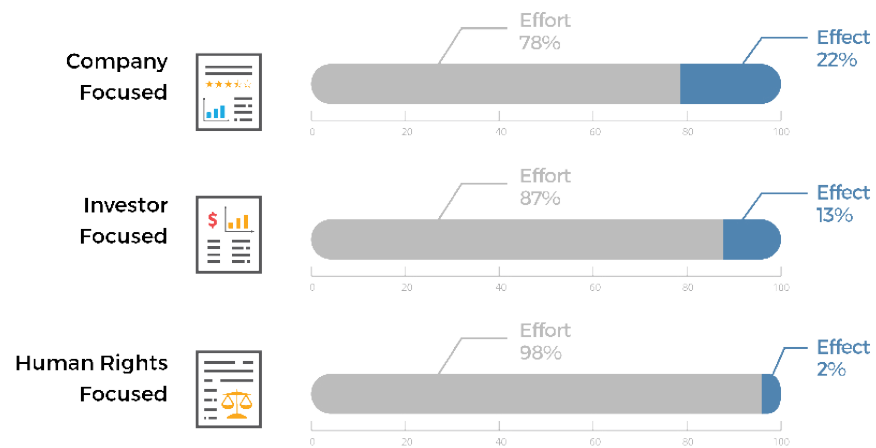 Company
Focused
Effort
78%
Effect
22%
0 20 40 60 80 100
Investor
Focused
$
Effort
87%
Effect
13%
0 20 40 60 80 100
Human Rights
Focused
Effort
98%
Effect
2%
0 20 40 60 80 100